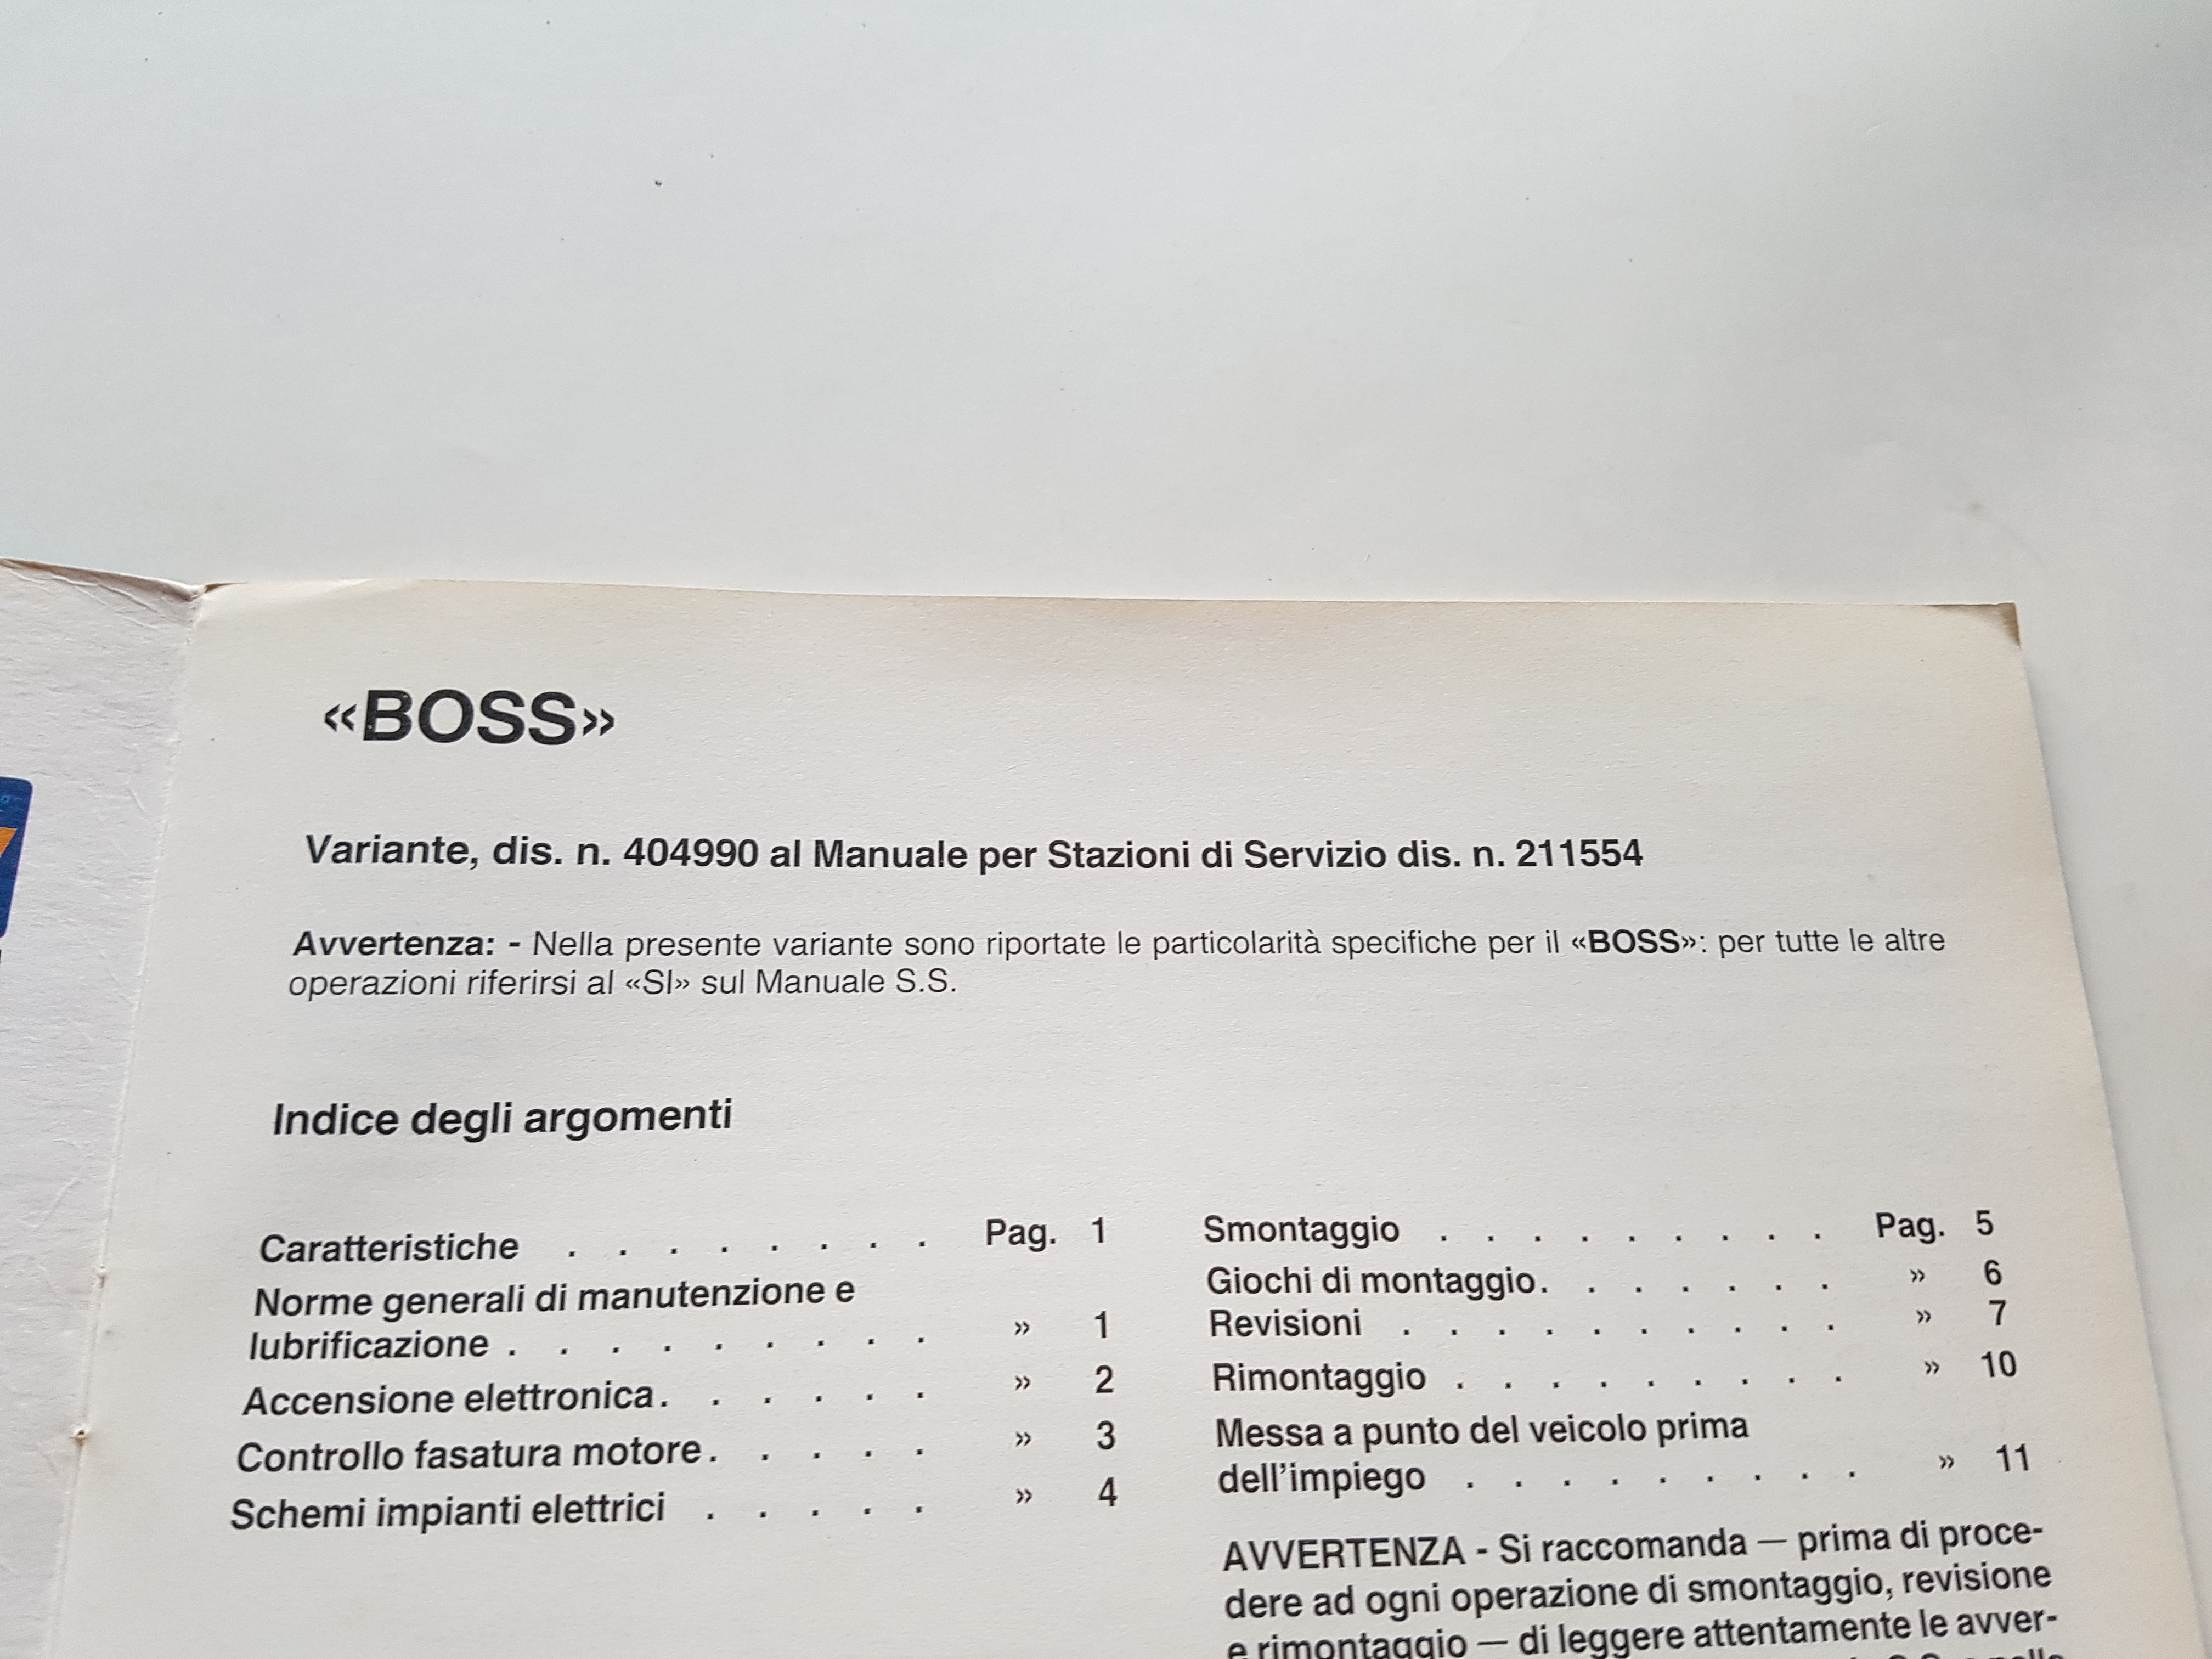 «BOSS»
Variante, dis. n. 404990 al Manuale per Stazioni di Servizio dis. n. 211554
Avvertenza: - Nella presente variante sono riportate le particolarità specifiche per il «BOSS»: per tutte le altre
operazioni riferirsi al «SI» sul Manuale S.S.
Indice degli argomenti
Caratteristiche . . . . . . . . Pag. 1
Norme generali di manutenzione e
lubrificazione . . . . . . . . . » 1
Accensione elettronica. . . . . . » 2
Controllo fasatura motore. . . . . » 3
Schemi impianti elettrici . . . . . » 4
Smontaggio . . . . . . . . . Pag. 5
Giochi di montaggio. . . . . . . » 6
Revisioni . . . . . . . . . . » 7
Rimontaggio . . . . . . . . . » 10
Messa a punto del veicolo prima
dell'impiego . . . . . . . . . » 11
AVVERTENZA - Si raccomanda — prima di proce-
dere ad ogni operazione di smontaggio, revisione
e rimontaggio — di leggere attentamente le avver-